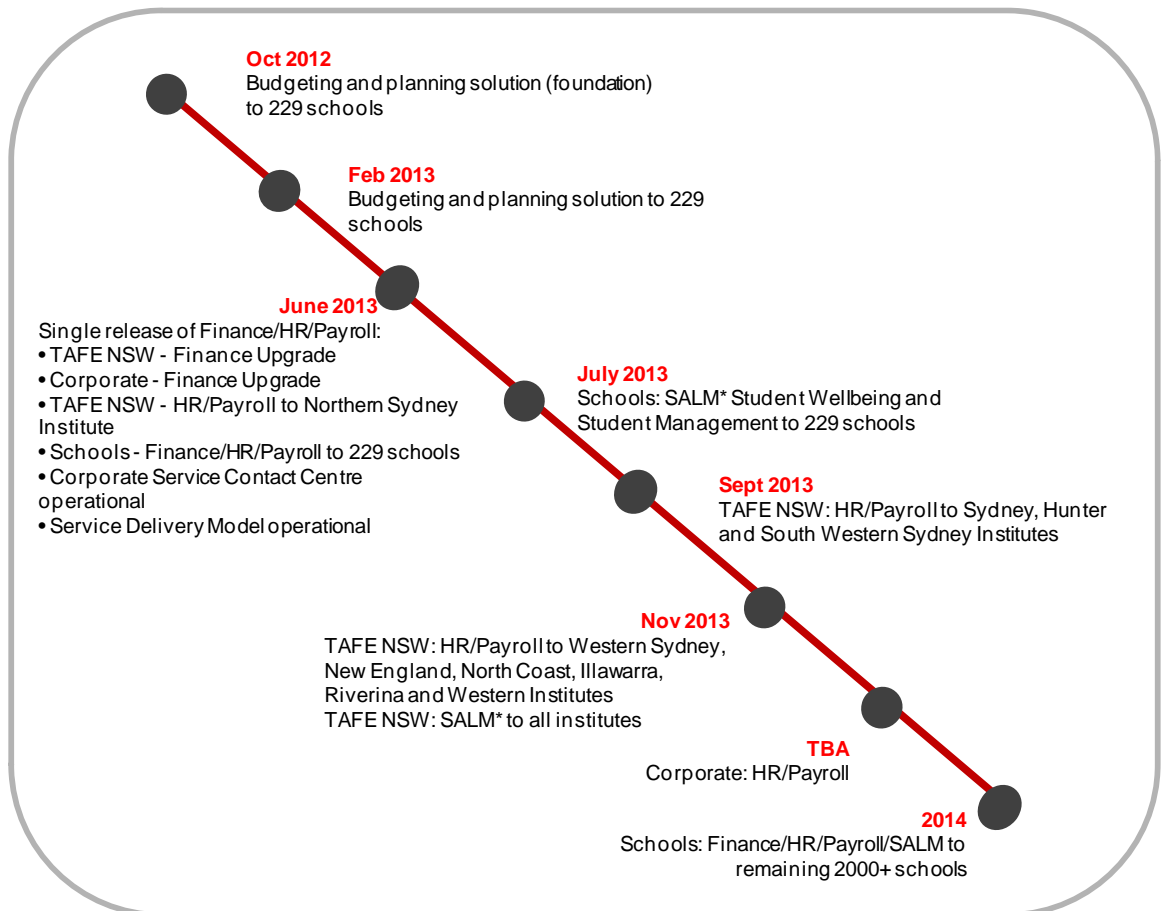 Oct 2012
Budgeting and planning solution (foundation)
to 229 schools
Feb 2013
Budgeting and planning solution to 229
schools
June 2013
Single release of Finance/HR/Payroll:
• TAFE NSW - Finance Upgrade
• Corporate - Finance Upgrade
• TAFE NSW - HR/Payroll to Northern Sydney
Institute
• Schools - Finance/HR/Payroll to 229 schools
• Corporate Service Contact Centre
operational
• Service Delivery Model operational
July 2013
Schools: SALM* Student Wellbeing and
Student Management to 229 schools
Sept 2013
TAFE NSW: HR/Payroll to Sydney, Hunter
and South Western Sydney Institutes
Nov 2013
TAFE NSW: HR/Payroll to Western Sydney,
New England, North Coast, Illawarra,
Riverina and Western Institutes
TAFE NSW: SALM* to all institutes
TBA
Corporate: HR/Payroll
2014
Schools: Finance/HR/Payroll/SALM to
remaining 2000+ schools